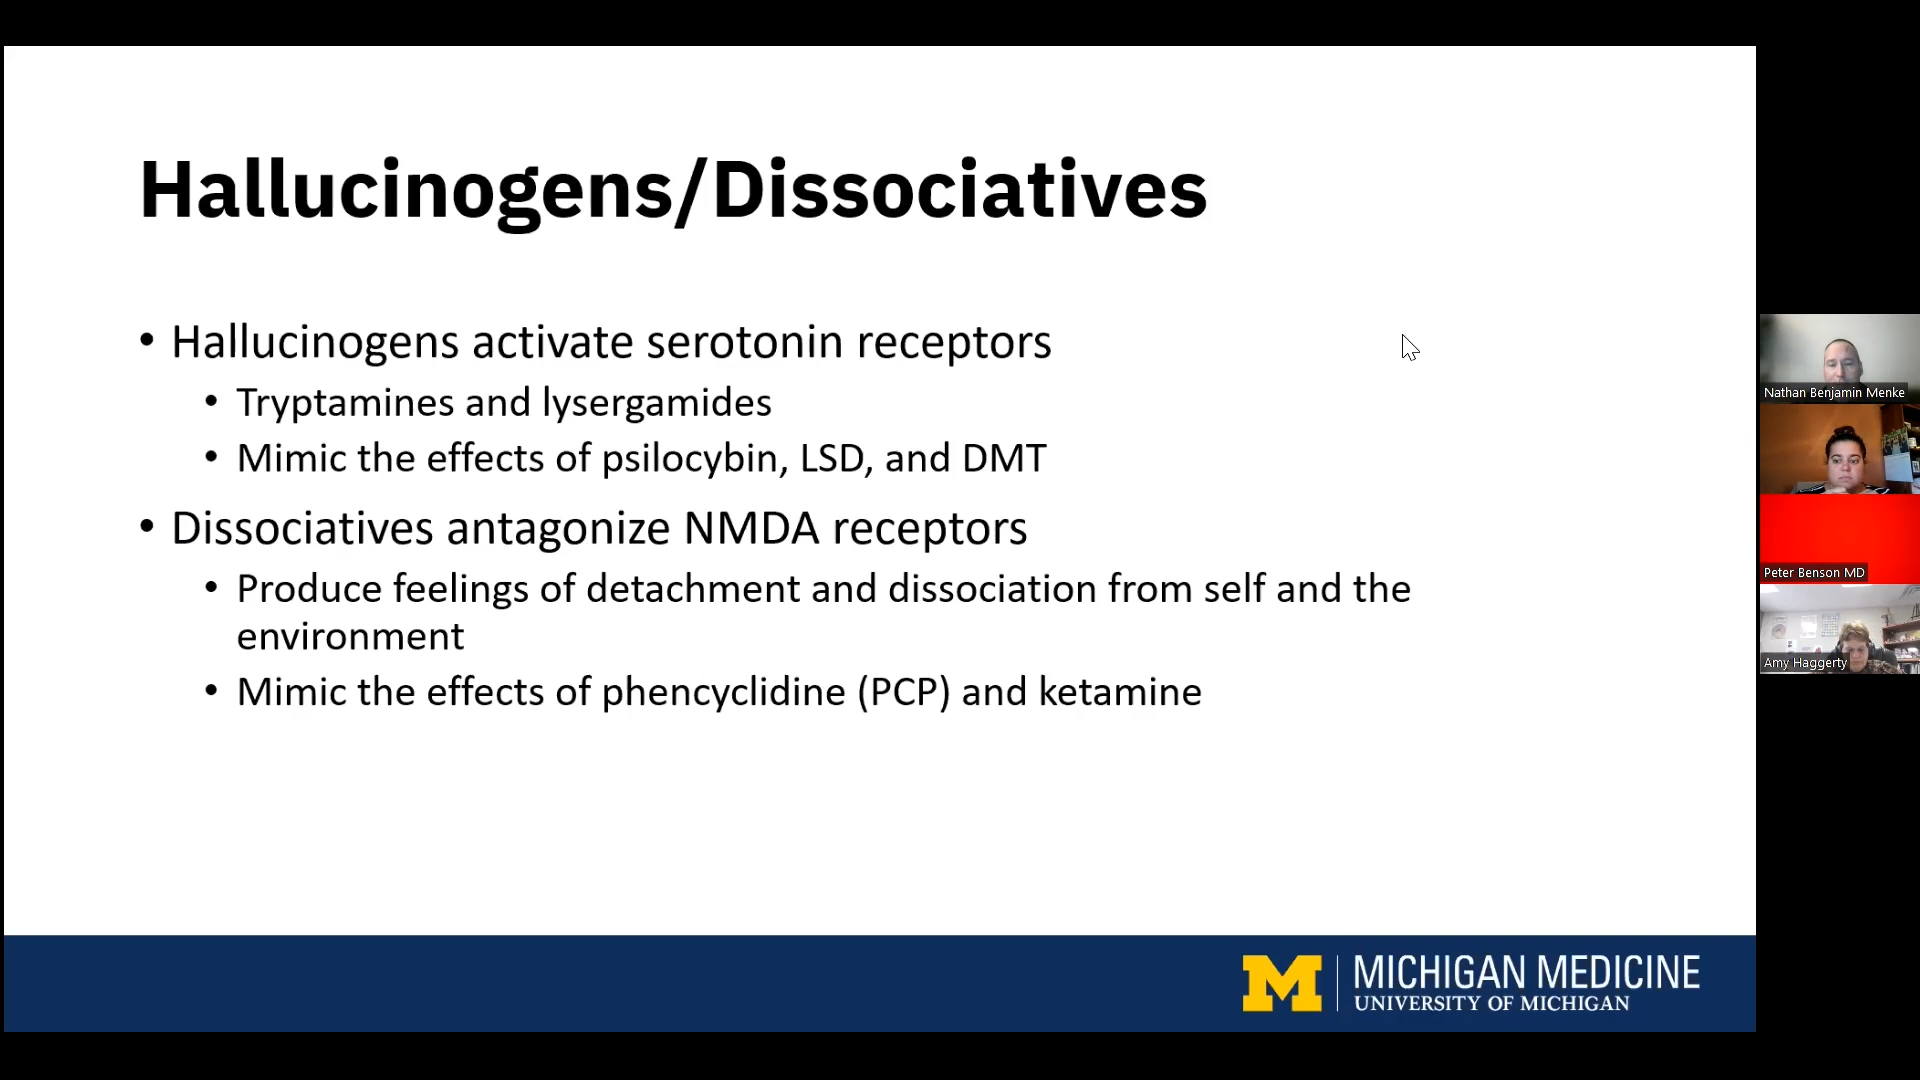 Hallucinogens/Dissociatives
• Hallucinogens activate serotonin receptors
• Tryptamines and lysergamides
• Mimic the effects of psilocybin, LSD, and DMT
• Dissociatives antagonize NMDA receptors
• Produce feelings of detachment and dissociation from self and the
environment
• Mimic the effects of phencyclidine (PCP) and ketamine
M
MICHIGAN MEDICINE
UNIVERSITY OF MICHIGAN
Nathan Benjamin Menke
Peter Benson MD
Amy Haggerty